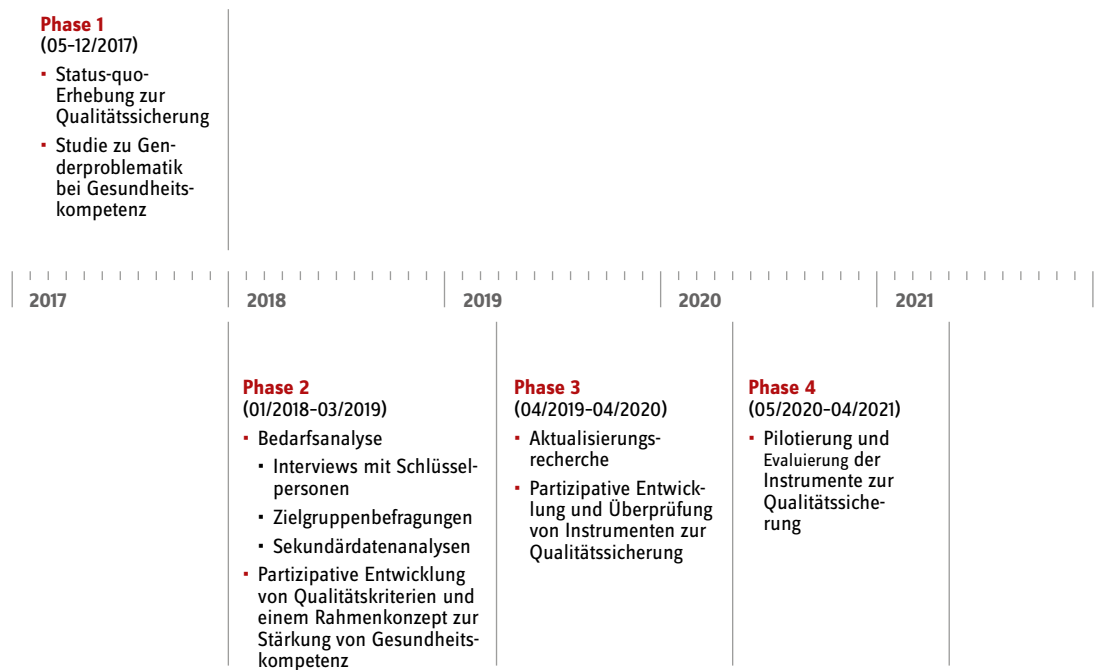 Phase 1
(05–12/2017)
▪ Status-quo-
Erhebung zur
Qualitätssicherung
▪ Studie zu Gen-
derproblematik
bei Gesundheits-
kompetenz
2017
2018
2019
2020
2021
Phase 2
(01/2018–03/2019)
▪ Bedarfsanalyse
▪ Interviews mit Schlüssel-
personen
▪ Zielgruppenbefragungen
▪ Sekundärdatenanalysen
▪ Partizipative Entwicklung
von Qualitätskriterien und
einem Rahmenkonzept zur
Stärkung von Gesundheits-
kompetenz
Phase 3
(04/2019–04/2020)
▪ Aktualisierungs-
recherche
▪ Partizipative Entwick-
lung und Überprüfung
von Instrumenten zur
Qualitätssicherung
Phase 4
(05/2020–04/2021)
▪ Pilotierung und
Evaluierung der
Instrumente zur
Qualitätssiche-
rung